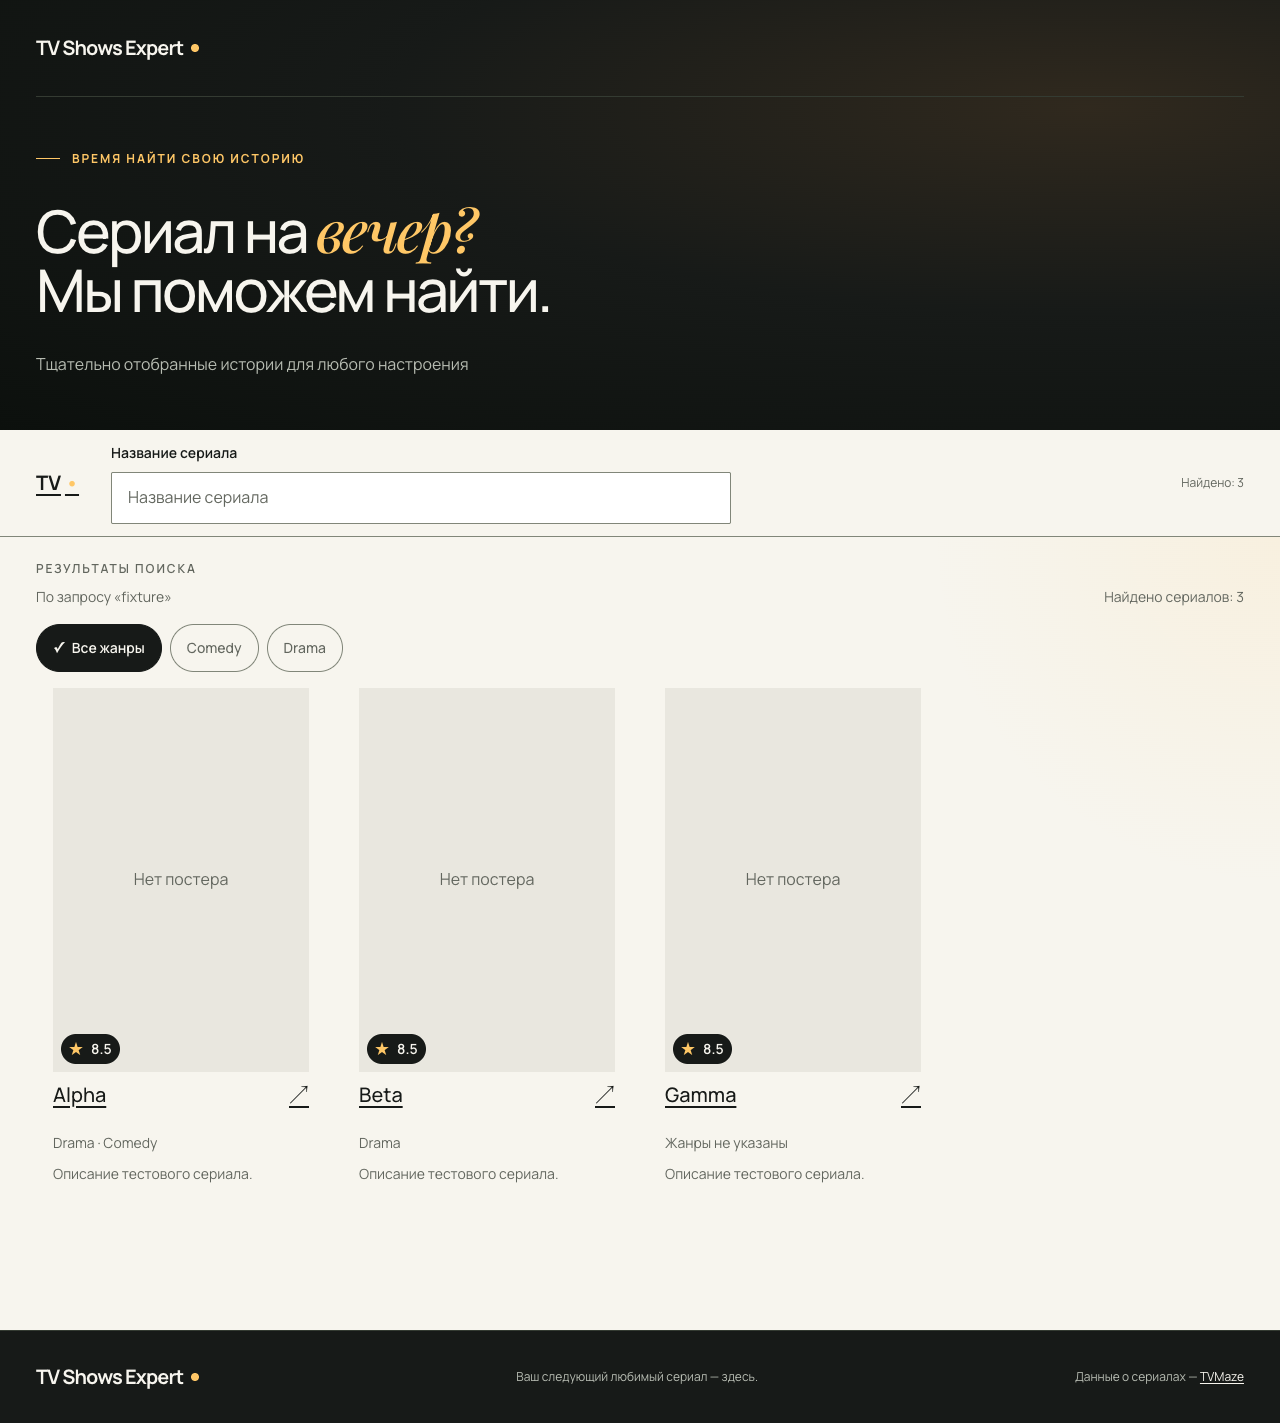 TV Shows Expert
ВРЕМЯ НАЙТИ СВОЮ ИСТОРИЮ
Сериал на вечер?
Мы поможем найти.
Тщательно отобранные истории для любого настроения
TV
Название сериала
Название сериала
Найдено: 3
РЕЗУЛЬТАТЫ ПОИСКА
По запросу «fixture»
Найдено сериалов: 3
✓ Все жанры
Comedy
Drama
Нет постера
★ 8.5
Alpha ↗
Drama · Comedy
Описание тестового сериала.
Нет постера
★ 8.5
Beta ↗
Drama
Описание тестового сериала.
Нет постера
★ 8.5
Gamma ↗
Жанры не указаны
Описание тестового сериала.
TV Shows Expert
Ваш следующий любимый сериал — здесь.
Данные о сериалах — TVMaze